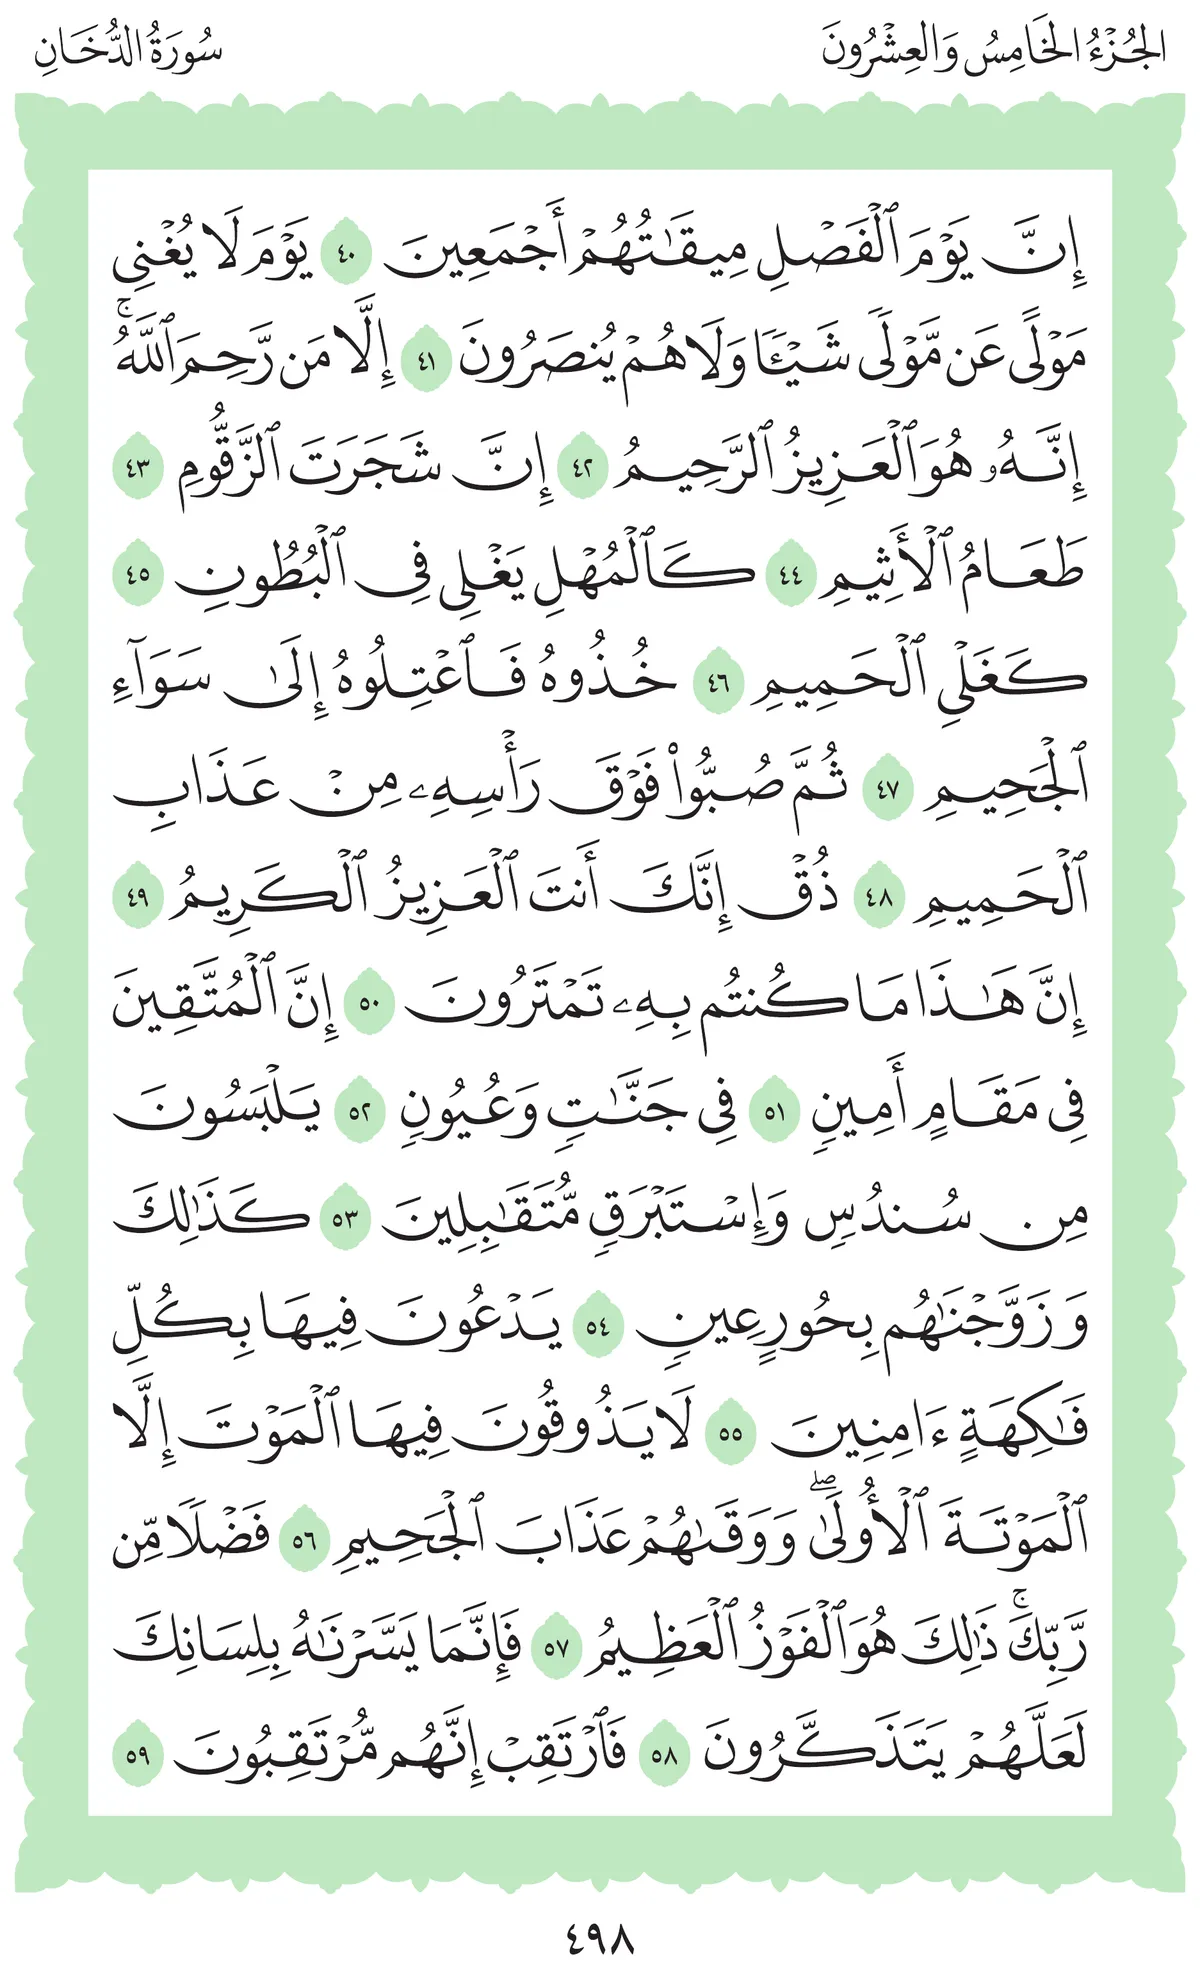 الجُزْءُ الخَامِسُ وَالعِشْرُونَ
سُورَةُ الدُّخَانِ
إِنَّ يَوْمَ ٱلْفَصْلِ مِيقَٰتُهُمْ أَجْمَعِينَ ٤٠ يَوْمَ لَا يُغْنِى
مَوْلًى عَن مَّوْلًى شَيْـًٔا وَلَا هُمْ يُنصَرُونَ ٤١ إِلَّا مَن رَّحِمَ ٱللَّهُۚ
إِنَّهُۥ هُوَ ٱلْعَزِيزُ ٱلرَّحِيمُ ٤٢ إِنَّ شَجَرَتَ ٱلزَّقُّومِ ٤٣
طَعَامُ ٱلْأَثِيمِ ٤٤ كَٱلْمُهْلِ يَغْلِى فِى ٱلْبُطُونِ ٤٥
كَغَلْىِ ٱلْحَمِيمِ ٤٦ خُذُوهُ فَٱعْتِلُوهُ إِلَىٰ سَوَآءِ
ٱلْجَحِيمِ ٤٧ ثُمَّ صُبُّوا۟ فَوْقَ رَأْسِهِۦ مِنْ عَذَابِ
ٱلْحَمِيمِ ٤٨ ذُقْ إِنَّكَ أَنتَ ٱلْعَزِيزُ ٱلْكَرِيمُ ٤٩
إِنَّ هَٰذَا مَا كُنتُم بِهِۦ تَمْتَرُونَ ٥٠ إِنَّ ٱلْمُتَّقِينَ
فِى مَقَامٍ أَمِينٍ ٥١ فِى جَنَّٰتٍ وَعُيُونٍ ٥٢ يَلْبَسُونَ
مِن سُندُسٍ وَإِسْتَبْرَقٍ مُّتَقَٰبِلِينَ ٥٣ كَذَٰلِكَ
وَزَوَّجْنَٰهُم بِحُورٍ عِينٍ ٥٤ يَدْعُونَ فِيهَا بِكُلِّ
فَٰكِهَةٍ ءَامِنِينَ ٥٥ لَا يَذُوقُونَ فِيهَا ٱلْمَوْتَ إِلَّا
ٱلْمَوْتَةَ ٱلْأُولَىٰۖ وَوَقَىٰهُمْ عَذَابَ ٱلْجَحِيمِ ٥٦ فَضْلًا مِّن
رَّبِّكَۚ ذَٰلِكَ هُوَ ٱلْفَوْزُ ٱلْعَظِيمُ ٥٧ فَإِنَّمَا يَسَّرْنَٰهُ بِلِسَانِكَ
لَعَلَّهُمْ يَتَذَكَّرُونَ ٥٨ فَٱرْتَقِبْ إِنَّهُم مُّرْتَقِبُونَ ٥٩
٤٩٨